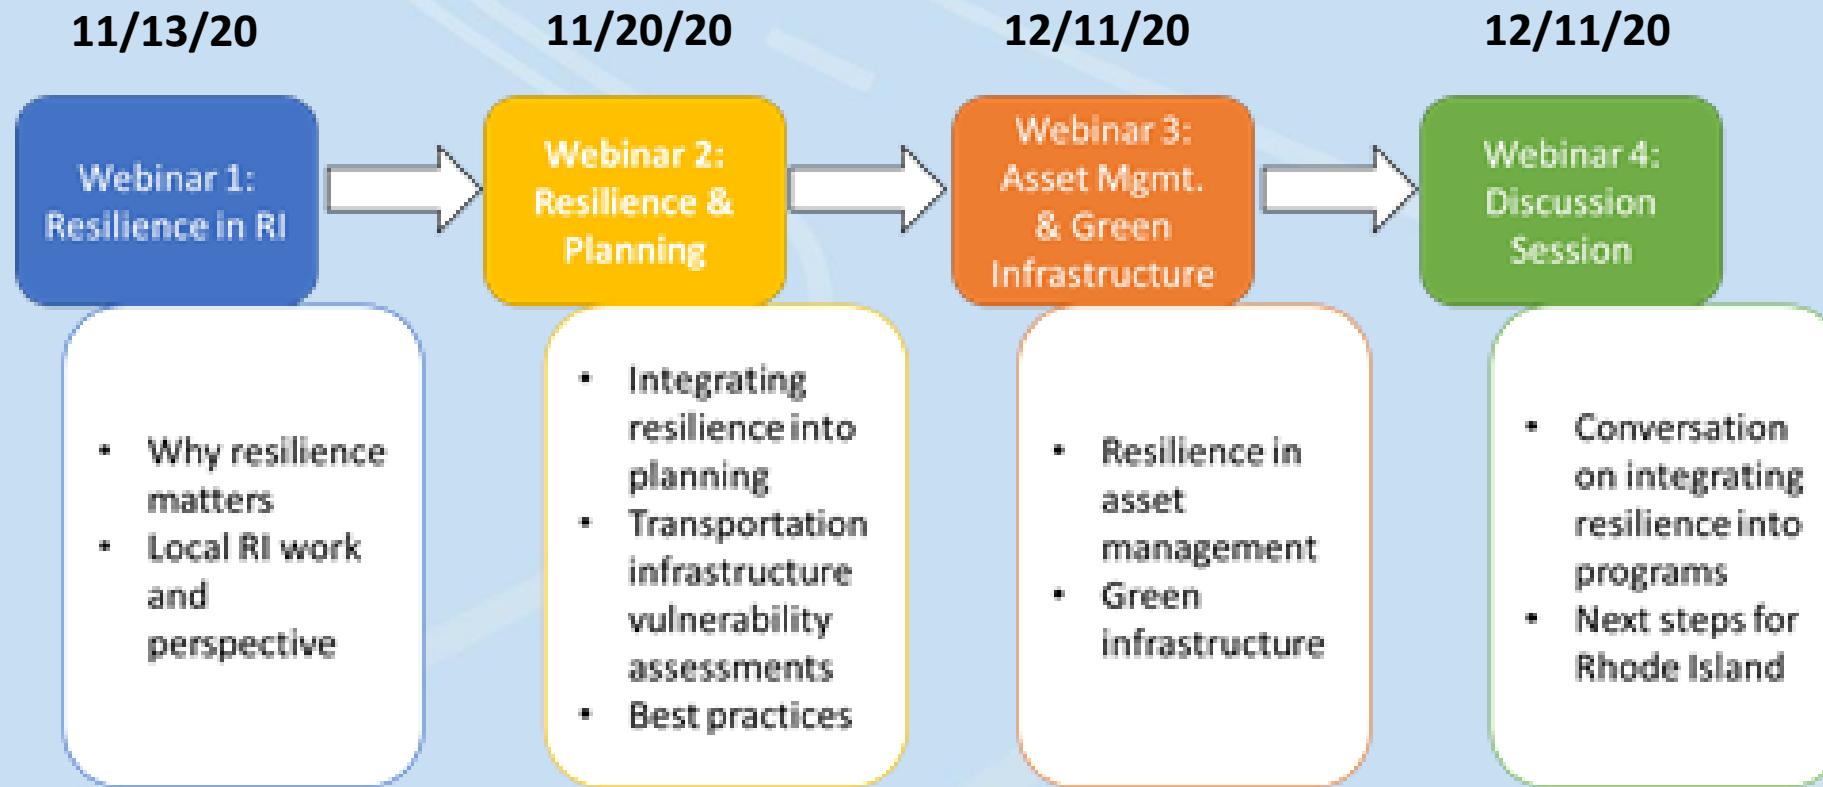 11/13/20
11/20/20
12/11/20
12/11/20
Webinar 1:
Resilience in RI
Webinar 2:
Resilience &
Planning
Webinar 3:
Asset Mgmt.
& Green
Infrastructure
Webinar 4:
Discussion
Session
• Why resilience
matters
• Local RI work
and
perspective
• Integrating
resilience into
planning
• Transportation
infrastructure
vulnerability
assessments
• Best practices
• Resilience in
asset
management
• Green
infrastructure
• Conversation
on integrating
resilience into
programs
• Next steps for
Rhode Island